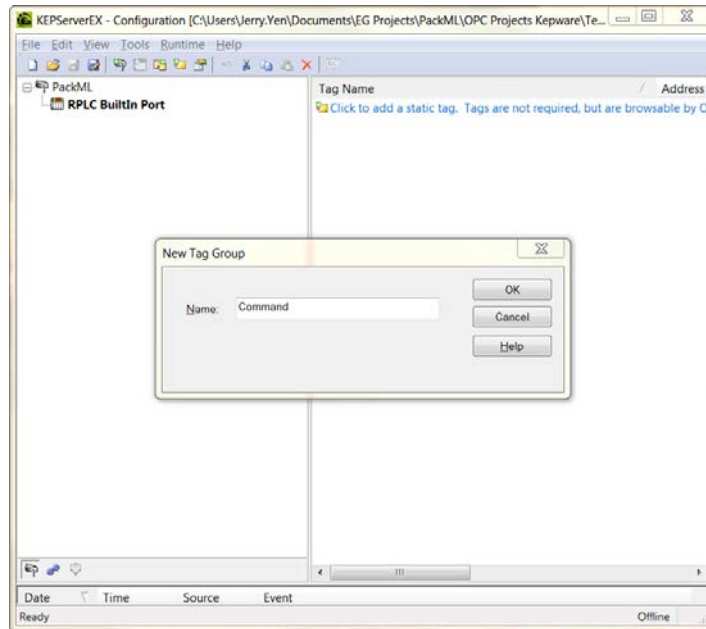 KEPServerEX - Configuration [C:\Users\Jerry.Yen\Documents\EG Projects\PackML\OPC Projects Kepware\Te...
File Edit View Tools Runtime Help
PackML
RPLC BuiltIn Port
Tag Name
Address
Click to add a static tag. Tags are not required, but are browsable by O
New Tag Group
Name:
Command
OK
Cancel
Help
Date Time Source Event
Ready
Offline